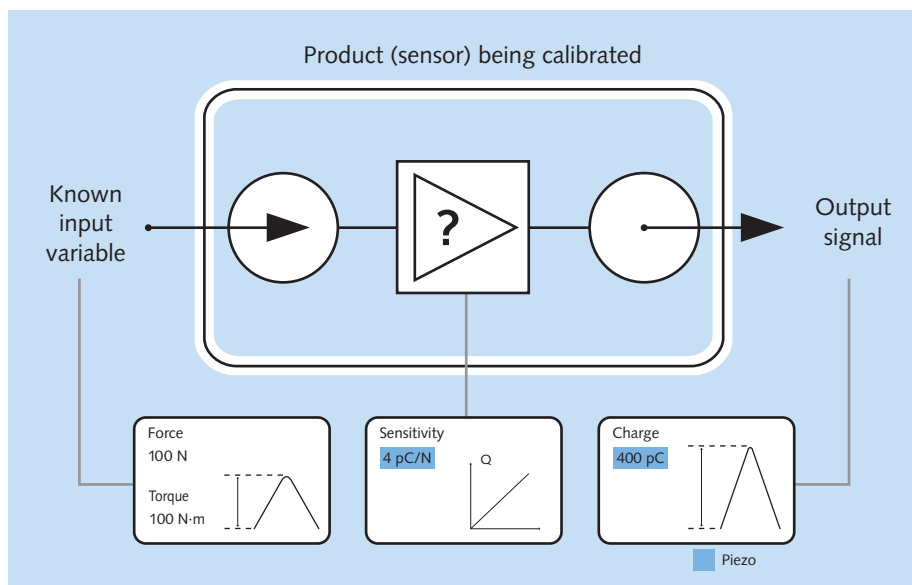 Product (sensor) being calibrated
Known
input
variable
?
Output
signal
Force
100 N
Torque
100 N·m
Sensitivity
4 pC/N
Q
Charge
400 pC
Piezo